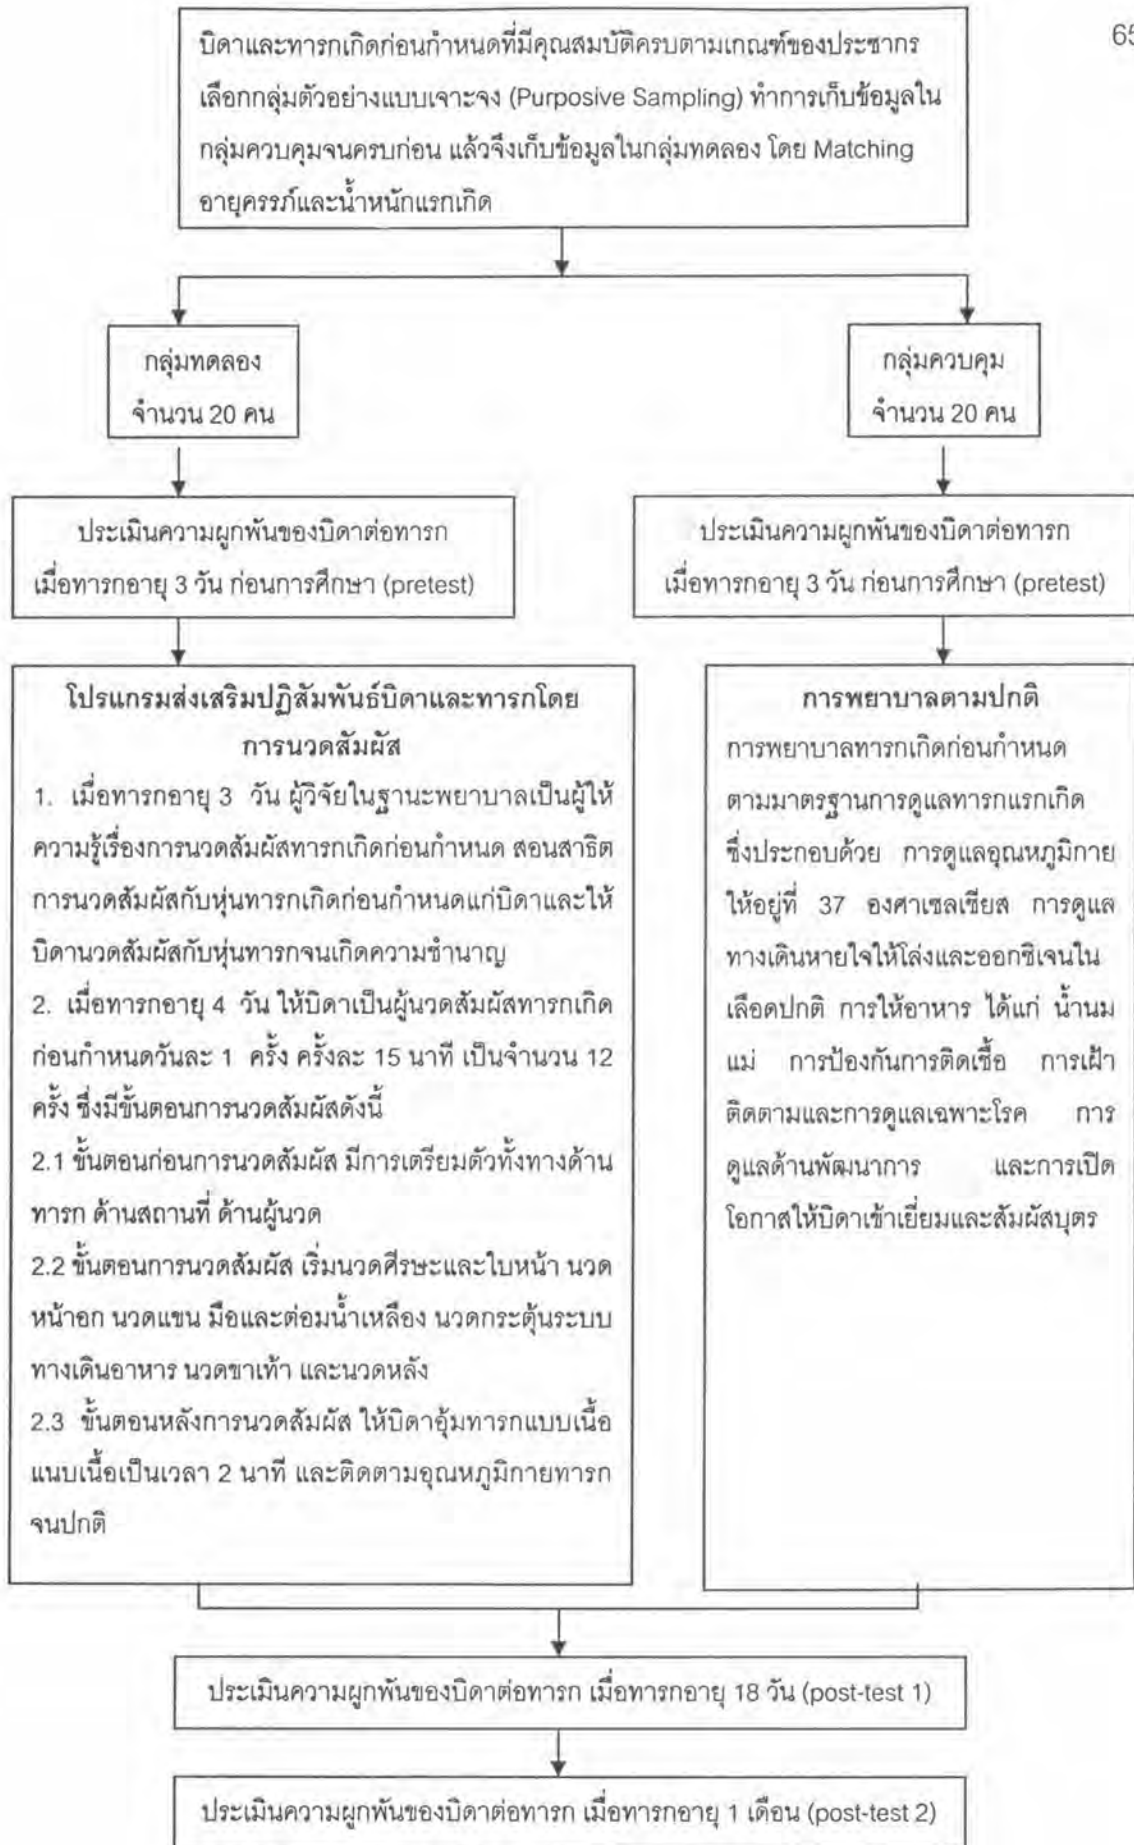 65
บิดาและทารกเกิดก่อนกำหนดที่มีคุณสมบัติครบตามเกณฑ์ของประชากร
เลือกกลุ่มตัวอย่างแบบเจาะจง (Purposive Sampling) ทำการเก็บข้อมูลใน
กลุ่มควบคุมจนครบก่อน แล้วจึงเก็บข้อมูลในกลุ่มทดลอง โดย Matching
อายุครรภ์และน้ำหนักแรกเกิด
กลุ่มทดลอง
จำนวน 20 คน
กลุ่มควบคุม
จำนวน 20 คน
ประเมินความผูกพันของบิดาต่อทารก
เมื่อทารกอายุ 3 วัน ก่อนการศึกษา (pretest)
ประเมินความผูกพันของบิดาต่อทารก
เมื่อทารกอายุ 3 วัน ก่อนการศึกษา (pretest)
โปรแกรมส่งเสริมปฏิสัมพันธ์บิดาและทารกโดย
การนวดสัมผัส
1. เมื่อทารกอายุ 3 วัน ผู้วิจัยในฐานะพยาบาลเป็นผู้ให้
ความรู้เรื่องการนวดสัมผัสทารกเกิดก่อนกำหนด สอนสาธิต
การนวดสัมผัสกับหุ่นทารกเกิดก่อนกำหนดแก่บิดาและให้
บิดานวดสัมผัสกับหุ่นทารกจนเกิดความชำนาญ
2. เมื่อทารกอายุ 4 วัน ให้บิดาเป็นผู้นวดสัมผัสทารกเกิด
ก่อนกำหนดวันละ 1 ครั้ง ครั้งละ 15 นาที เป็นจำนวน 12
ครั้ง ซึ่งมีขั้นตอนการนวดสัมผัสดังนี้
2.1 ขั้นตอนก่อนการนวดสัมผัส มีการเตรียมตัวทั้งทางด้าน
ทารก ด้านสถานที่ ด้านผู้นวด
2.2 ขั้นตอนการนวดสัมผัส เริ่มนวดศีรษะและใบหน้า นวด
หน้าอก นวดแขน มือและต่อมน้ำเหลือง นวดกระตุ้นระบบ
ทางเดินอาหาร นวดขาเท้า และนวดหลัง
2.3 ขั้นตอนหลังการนวดสัมผัส ให้บิดาอุ้มทารกแบบเนื้อ
แนบเนื้อเป็นเวลา 2 นาที และติดตามอุณหภูมิกายทารก
จนปกติ
การพยาบาลตามปกติ
การพยาบาลทารกเกิดก่อนกำหนด
ตามมาตรฐานการดูแลทารกแรกเกิด
ซึ่งประกอบด้วย การดูแลอุณหภูมิกาย
ให้อยู่ที่ 37 องศาเซลเซียส การดูแล
ทางเดินหายใจให้โล่งและออกซิเจนใน
เลือดปกติ การให้อาหาร ได้แก่ น้ำนม
แม่ การป้องกันการติดเชื้อ การเฝ้า
ติดตามและการดูแลเฉพาะโรค การ
ดูแลด้านพัฒนาการ และการเปิด
โอกาสให้บิดาเข้าเยี่ยมและสัมผัสบุตร
ประเมินความผูกพันของบิดาต่อทารก เมื่อทารกอายุ 18 วัน (post-test 1)
ประเมินความผูกพันของบิดาต่อทารก เมื่อทารกอายุ 1 เดือน (post-test 2)